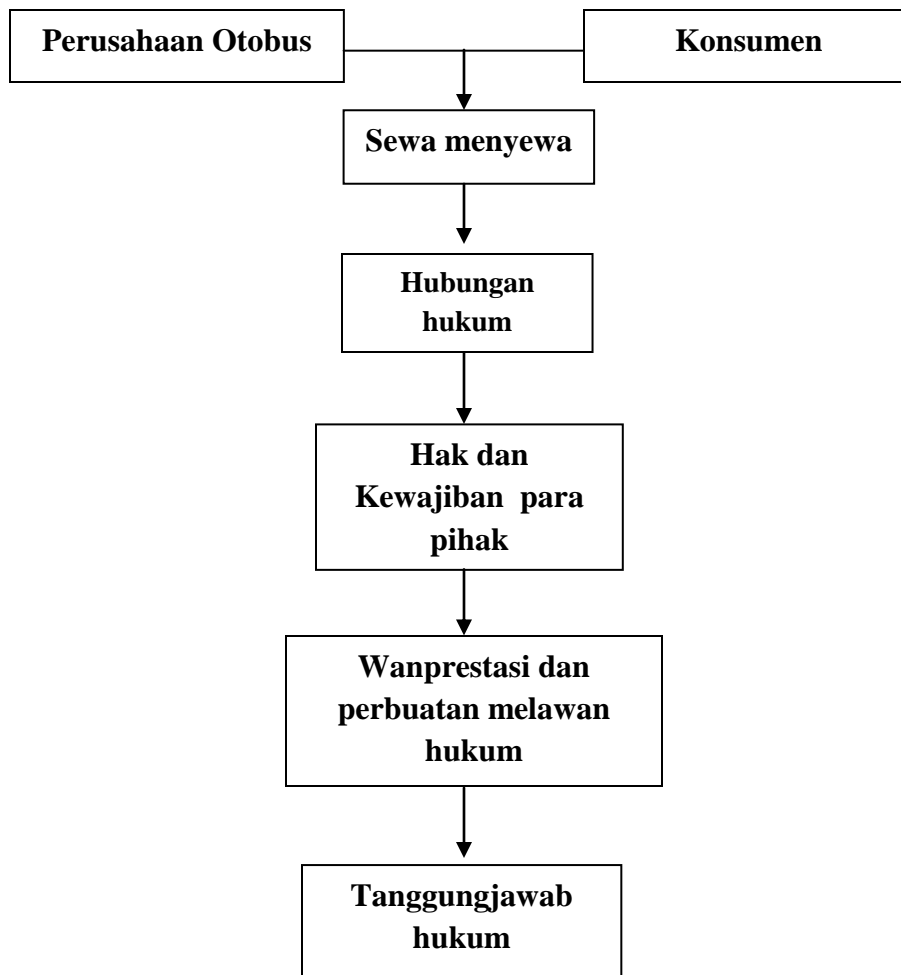 Perusahaan Otobus
Konsumen
Sewa menyewa
Hubungan
hukum
Hak dan
Kewajiban para
pihak
Wanprestasi dan
perbuatan melawan
hukum
Tanggungjawab
hukum